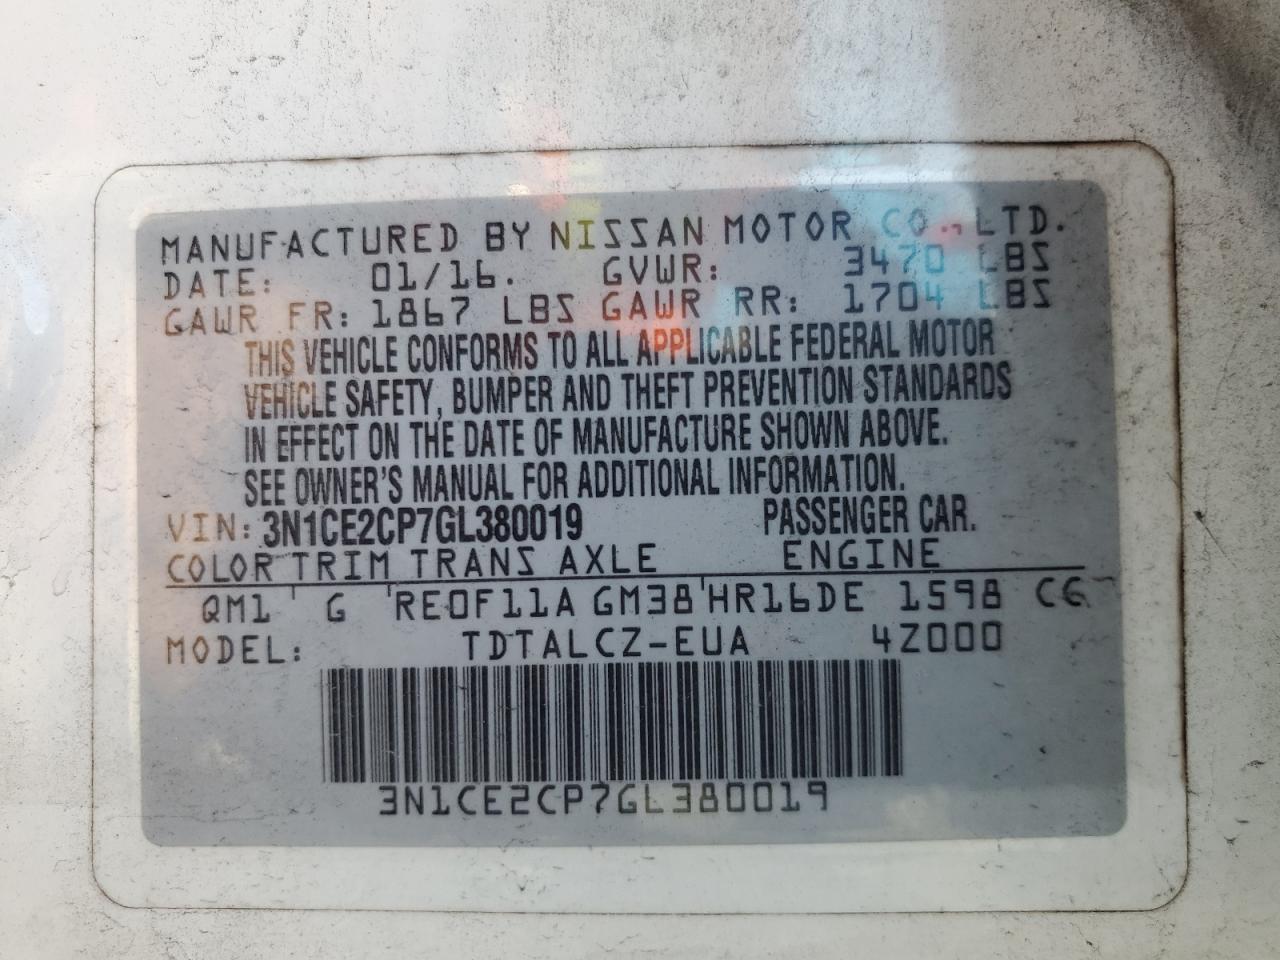 MANUFACTURED BY NISSAN MOTOR CO., LTD.
DATE: 01/16. GVWR: 3470 LBS
GAWR FR: 1867 LBS GAWR RR: 1704 LBS
THIS VEHICLE CONFORMS TO ALL APPLICABLE FEDERAL MOTOR
VEHICLE SAFETY, BUMPER AND THEFT PREVENTION STANDARDS
IN EFFECT ON THE DATE OF MANUFACTURE SHOWN ABOVE.
SEE OWNER'S MANUAL FOR ADDITIONAL INFORMATION.
VIN: 3N1CE2CP7GL380019 PASSENGER CAR.
COLOR TRIM TRANS AXLE ENGINE
QM1 G RE0F11A GM38 HR16DE 1598 CC
MODEL: TDTALCZ-EUA 4Z000
3N1CE2CP7GL380019